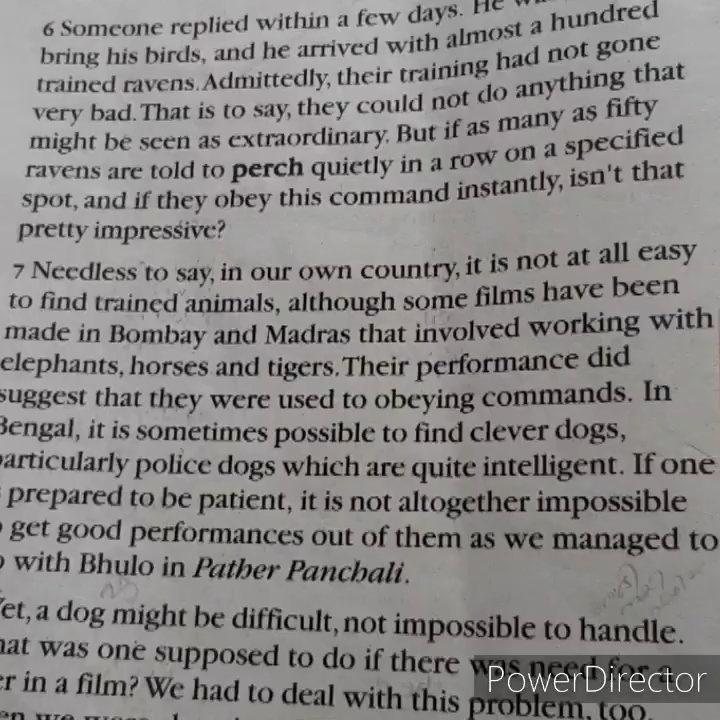 6 Someone replied within a few days. He
bring his birds, and he arrived with almost a hundred
trained ravens. Admittedly, their training had not gone
very bad. That is to say, they could not do anything that
might be seen as extraordinary. But if as many as fifty
ravens are told to perch quietly in a row on a specified
spot, and if they obey this command instantly, isn't that
pretty impressive?
7 Needless to say, in our own country, it is not at all easy
to find trained animals, although some films have been
made in Bombay and Madras that involved working with
elephants, horses and tigers. Their performance did
suggest that they were used to obeying commands. In
Bengal, it is sometimes possible to find clever dogs,
particularly police dogs which are quite intelligent. If one
prepared to be patient, it is not altogether impossible
get good performances out of them as we managed to
with Bhulo in Pather Panchali.
et, a dog might be difficult, not impossible to handle.
hat was one supposed to do if there was need for a
er in a film? We had to deal with this problem, too.
PowerDirector